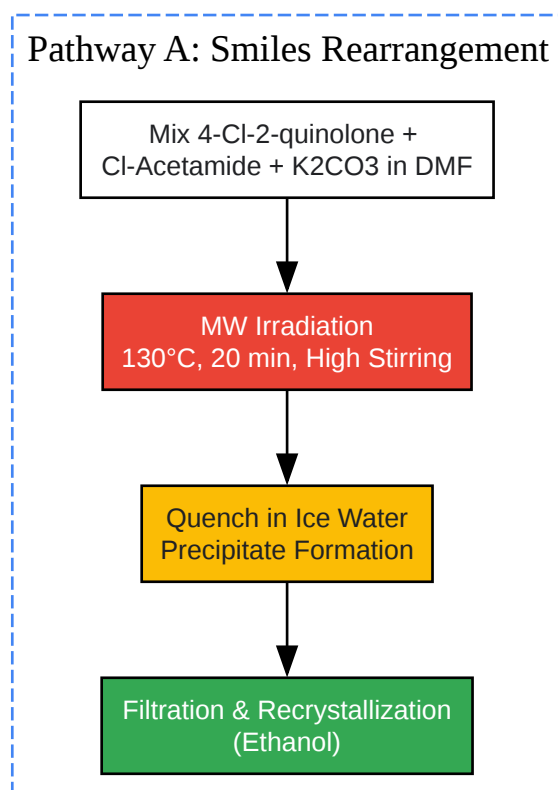 Pathway A: Smiles Rearrangement
Mix 4-Cl-2-quinolone +
Cl-Acetamide + K2CO3 in DMF
MW Irradiation
130°C, 20 min, High Stirring
Quench in Ice Water
Precipitate Formation
Filtration & Recrystallization
(Ethanol)